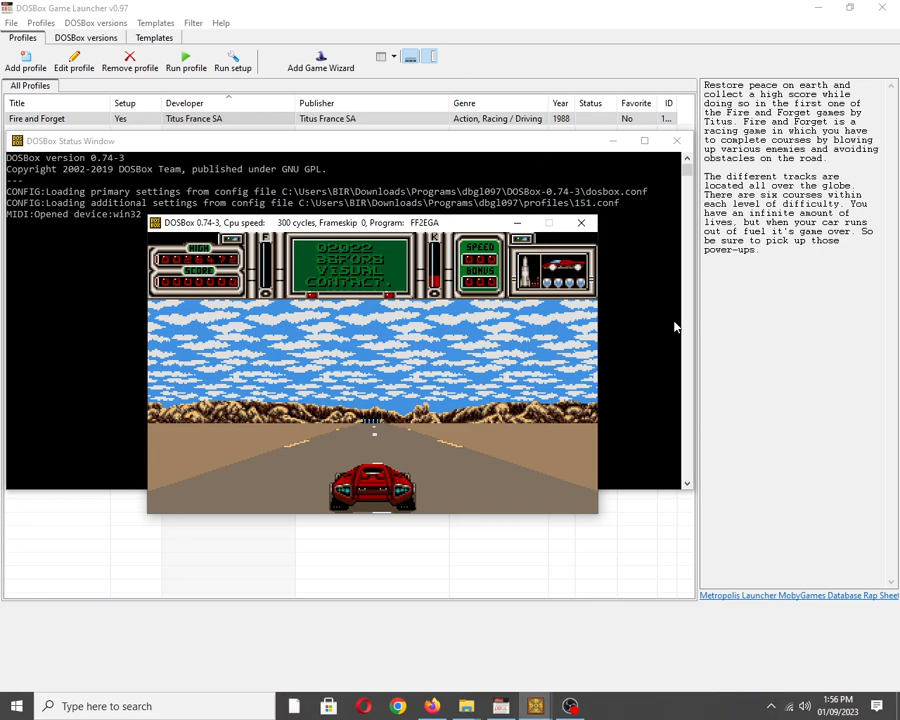 DOSBox Game Launcher v0.97
File Profiles DOSBox versions Templates Filter Help
Profiles DOSBox versions Templates
Add profile Edit profile Remove profile Run profile Run setup Add Game Wizard
All Profiles
Title Setup Developer Publisher Genre Year Status Favorite ID
Fire and Forget Yes Titus France SA Titus France SA Action, Racing / Driving 1988 No 1...
DOSBox Status Window
DOSBox version 0.74-3
Copyright 2002-2019 DOSBox Team, published under GNU GPL.
---
CONFIG:Loading primary settings from config file C:\Users\BIR\Downloads\Programs\dbgl097\DOSBox-0.74-3\dosbox.conf
CONFIG:Loading additional settings from config file C:\Users\BIR\Downloads\Programs\dbgl097\profiles\151.conf
MIDI:Opened device:win32
DOSBox 0.74-3, Cpu speed: 300 cycles, Frameskip 0, Program: FF2EGA
HIGH
SCORE
F
02022
BEFORE
VISUAL
CONTACT.
K
SPEED
BONUS
Restore peace on earth and
collect a high score while
doing so in the first one of
the Fire and Forget games by
Titus. Fire and Forget is a
racing game in which you have
to complete courses by blowing
up various enemies and avoiding
obstacles on the road.
The different tracks are
located all over the globe.
There are six courses within
each level of difficulty. You
have an infinite amount of
lives, but when your car runs
out of fuel it's game over. So
be sure to pick up those
power-ups.
Metropolis Launcher MobyGames Database Rap Sheet
Type here to search
1:56 PM
01/09/2023